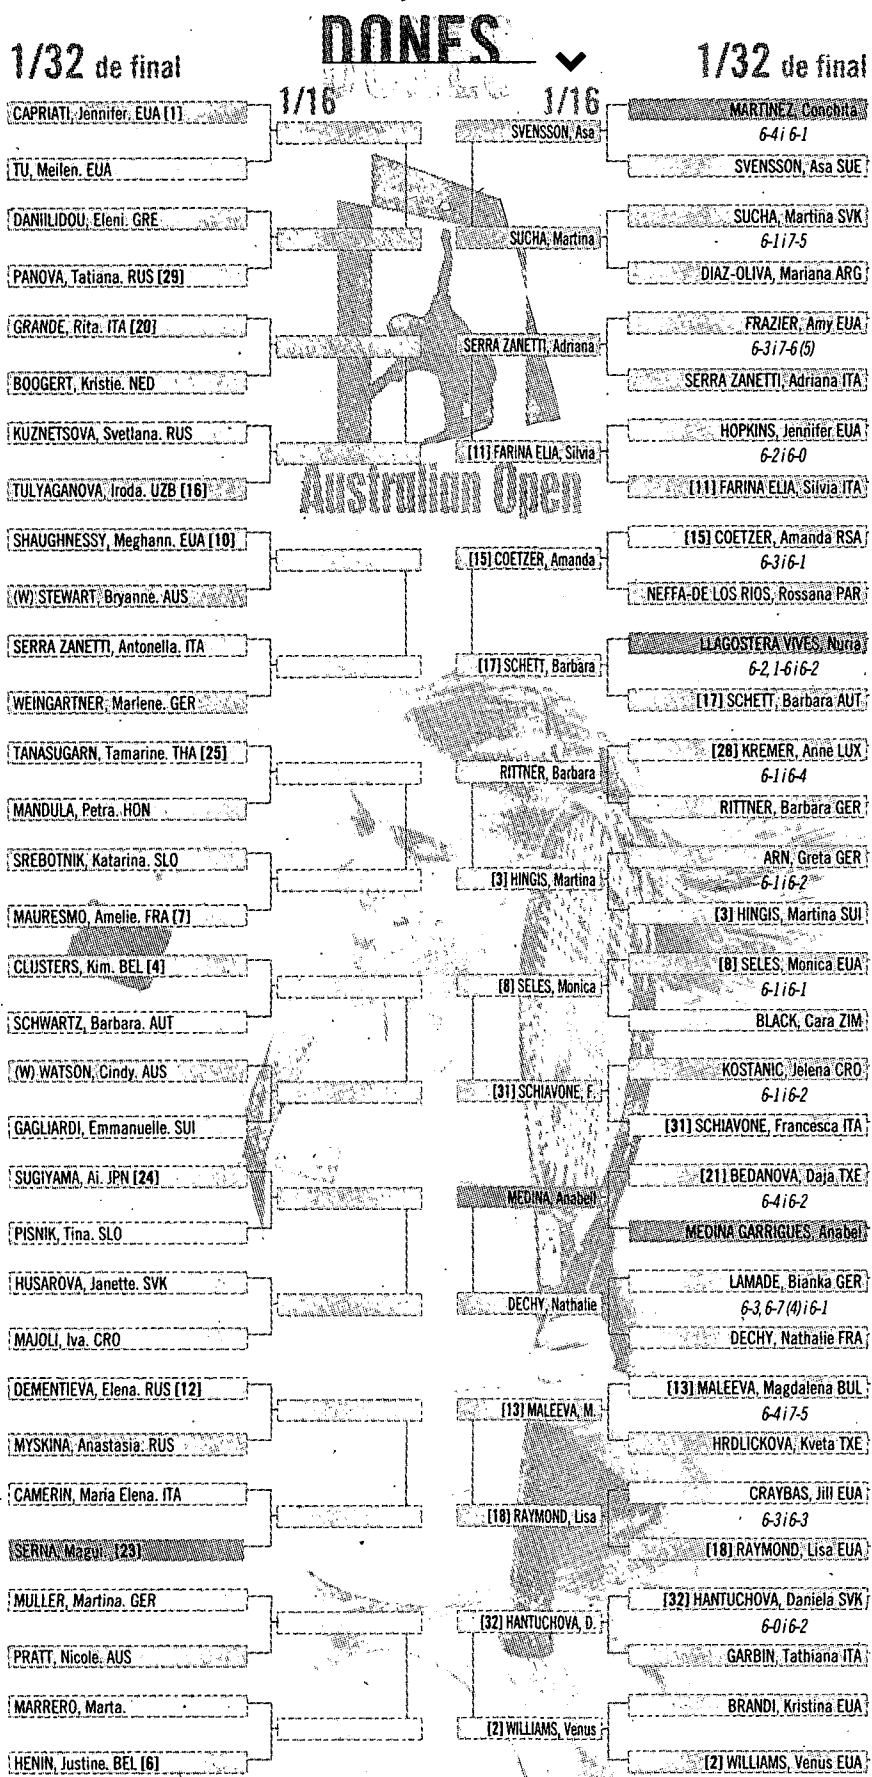 DONES
1/32 de final
1/16
CAPRIATI, Jennifer. EUA [1]
TU, Meilen. EUA
DANIILIDOU, Eleni. GRE
PANOVA, Tatiana. RUS [29]
GRANDE, Rita. ITA [20]
BOOGERT, Kristie. NED
KUZNETSOVA, Svetlana. RUS
TULYAGANOVA, Iroda. UZB [16]
SHAUGHNESSY, Meghann. EUA [10]
(W) STEWART, Bryanne. AUS
SERRA ZANETTI, Antonella. ITA
WEINGARTNER, Marlene. GER
TANASUGARN, Tamarine. THA [25]
MANDULA, Petra. HON
SREBOTNIK, Katarina. SLO
MAURESMO, Amelie. FRA [7]
CLIJSTERS, Kim. BEL [4]
SCHWARTZ, Barbara. AUT
(W) WATSON, Cindy. AUS
GAGLIARDI, Emmanuelle. SUI
SUGIYAMA, Ai. JPN [24]
PISNIK, Tina. SLO
HUSAROVA, Janette. SVK
MAJOLI, Iva. CRO
DEMENTIEVA, Elena. RUS [12]
MYSKINA, Anastasia. RUS
CAMERIN, Maria Elena. ITA
SERNA, Magui. [23]
MULLER, Martina. GER
PRATT, Nicole. AUS
MARRERO, Marta.
HENIN, Justine. BEL [6]
Australian Open
1/16
SVENSSON, Asa
SUCHA, Martina
SERRA ZANETTI, Adriana
[11] FARINA ELIA, Silvia
[15] COETZER, Amanda
[17] SCHETT, Barbara
RITTNER, Barbara
[3] HINGIS, Martina
[8] SELES, Monica
[31] SCHIAVONE, F.
MEDINA, Anabell
DECHY, Nathalie
[13] MALEEVA, M.
[18] RAYMOND, Lisa
[32] HANTUCHOVA, D.
[2] WILLIAMS, Venus
1/32 de final
MARTINEZ, Conchita
6-4 i 6-1
SVENSSON, Asa SUE
SUCHA, Martina SVK
6-1 i 7-5
DIAZ-OLIVA, Mariana ARG
FRAZIER, Amy EUA
6-3 i 7-6 (5)
SERRA ZANETTI, Adriana ITA
HOPKINS, Jennifer EUA
6-2 i 6-0
[11] FARINA ELIA, Silvia ITA
[15] COETZER, Amanda RSA
6-3 i 6-1
NEFFA-DE LOS RIOS, Rossana PAR
LLAGOSTERA VIVES, Nuria
6-2, 1-6 i 6-2
[17] SCHETT, Barbara AUT
[28] KREMER, Anne LUX
6-1 i 6-4
RITTNER, Barbara GER
ARN, Greta GER
6-1 i 6-2
[3] HINGIS, Martina SUI
[8] SELES, Monica EUA
6-1 i 6-1
BLACK, Cara ZIM
KOSTANIC, Jelena CRO
6-1 i 6-2
[31] SCHIAVONE, Francesca ITA
[21] BEDANOVA, Daja TXE
6-4 i 6-2
MEDINA GARRIGUES, Anabel
LAMADE, Bianka GER
6-3, 6-7 (4) i 6-1
DECHY, Nathalie FRA
[13] MALEEVA, Magdalena BUL
6-4 i 7-5
HRDLICKOVA, Kveta TXE
CRAYBAS, Jill EUA
6-3 i 6-3
[18] RAYMOND, Lisa EUA
[32] HANTUCHOVA, Daniela SVK
6-0 i 6-2
GARBIN, Tathiana ITA
BRANDI, Kristina EUA
[2] WILLIAMS, Venus EUA